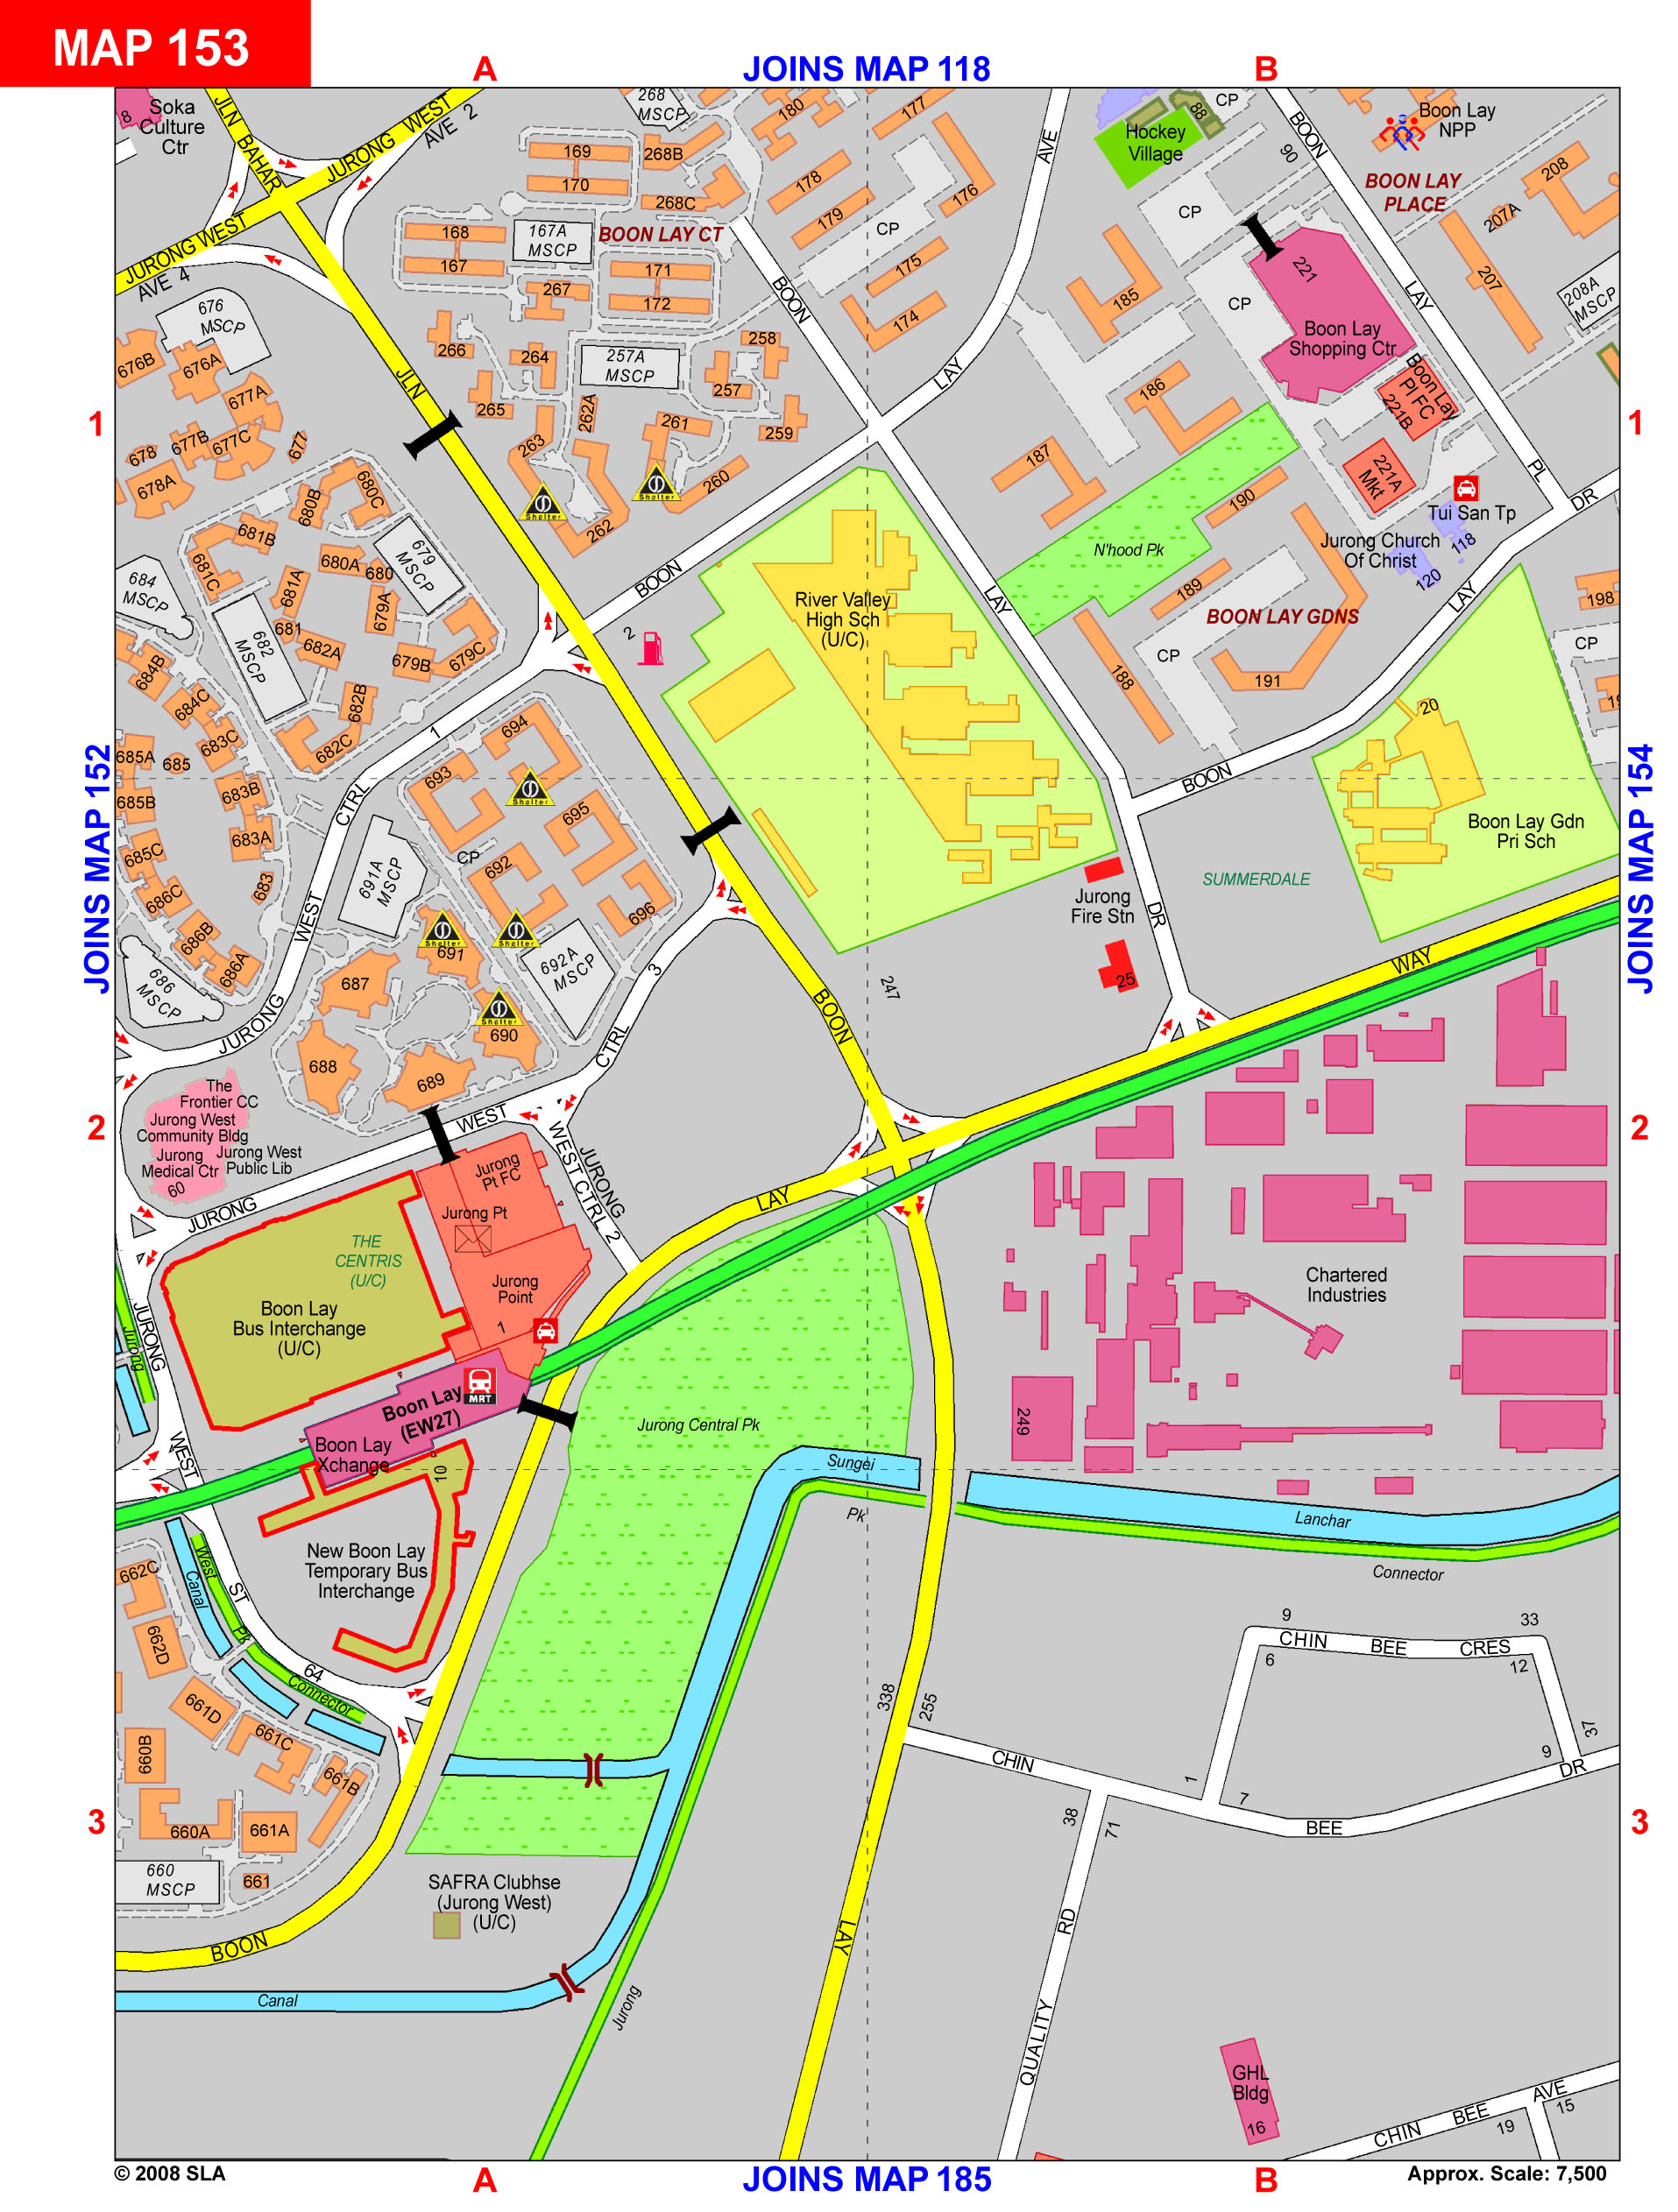 MAP 153
A
JOINS MAP 118
B
Soka
Culture
Ctr
8
JLN BAHAR
JURONG WEST
AVE 2
JURONG WEST
AVE 4
268
MSCP
268B
268C
169
170
168
167
167A
MSCP
BOON LAY CT
171
172
267
266
264
265
257A
MSCP
258
257
259
261
262A
263
262
260
Shelter
Shelter
180
177
178
179
176
CP
175
174
BOON
LAY
AVE
Hockey
Village
88
CP
CP
CP
90
BOON
LAY
PL
Boon Lay
NPP
BOON LAY
PLACE
208
207A
207
208A
MSCP
221
Boon Lay
Shopping Ctr
Boon Lay
Pl FC
221B
221A
Mkt
Tui San Tp
118
Jurong Church
Of Christ
120
185
186
187
190
N'hood Pk
189
188
CP
191
BOON LAY GDNS
198
CP
19
DR
LAY
BOON
676
MSCP
676B
676A
677A
677B
677C
677
678
678A
680B
680C
681B
681C
681A
680A
680
679
MSCP
679A
679B
679C
681
682A
682
MSCP
682B
682C
684
MSCP
684B
684C
683C
685A
685
685B
683B
683A
685C
683
686C
686B
686A
686
MSCP
1
1
JOINS MAP 152
JOINS MAP 154
JLN
BOON
LAY
2
River Valley
High Sch
(U/C)
20
Boon Lay Gdn
Pri Sch
SUMMERDALE
Jurong
Fire Stn
25
DR
WAY
247
BOON
694
693
695
692
696
CP
691A
MSCP
692A
MSCP
691
690
687
688
689
Shelter
Shelter
Shelter
Shelter
JURONG
WEST
CTRL
1
CTRL
3
WEST
JURONG
JURONG
WEST CTRL 2
2
2
The
Frontier CC
Jurong West
Community Bldg
Jurong
Medical Ctr
Jurong West
Public Lib
60
Jurong
Pt FC
Jurong Pt
Jurong
Point
1
THE
CENTRIS
(U/C)
Boon Lay
Bus Interchange
(U/C)
MRT
Boon Lay
(EW27)
Boon Lay
Xchange
10
New Boon Lay
Temporary Bus
Interchange
LAY
Jurong Central Pk
Sungei
Pk
Lanchar
Connector
Chartered
Industries
249
JURONG
WEST
ST
64
Jurong
West
Pk
Connector
Canal
662C
662D
661D
661C
661B
660B
660A
661A
660
MSCP
661
3
3
BOON
SAFRA Clubhse
(Jurong West)
(U/C)
Canal
Jurong
LAY
338
255
CHIN
BEE
DR
9
33
CHIN BEE CRES
6
12
37
9
1
7
38
71
QUALITY
RD
GHL
Bldg
16
CHIN BEE AVE
19
15
© 2008 SLA
A
JOINS MAP 185
B
Approx. Scale: 7,500